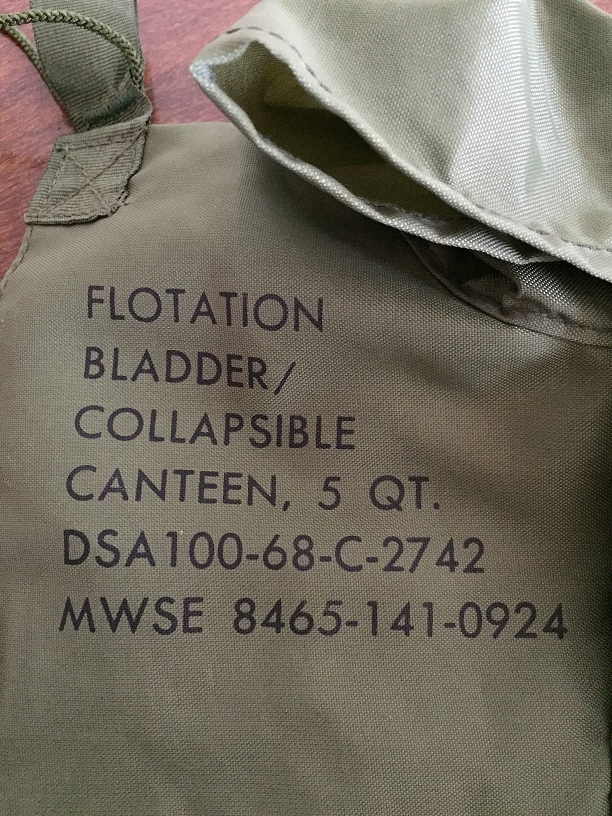 FLOTATION
BLADDER/
COLLAPSIBLE
CANTEEN, 5 QT.
DSA100-68-C-2742
MWSE 8465-141-0924